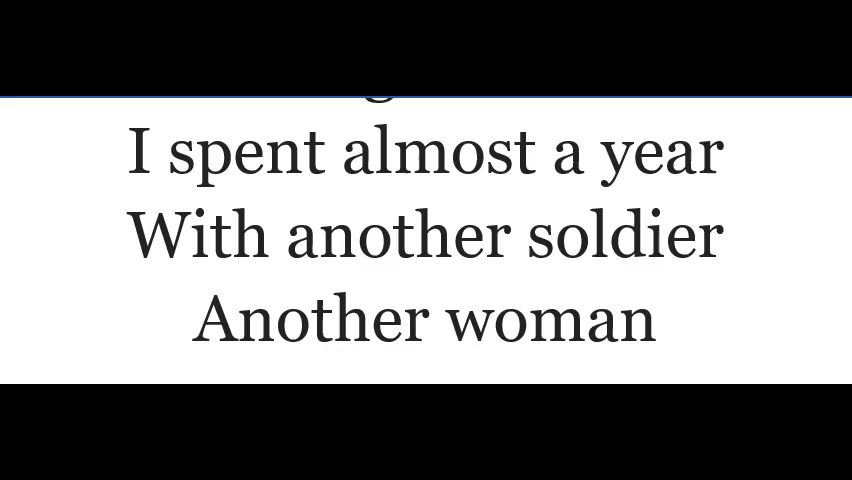 I spent almost a year
With another soldier
Another woman